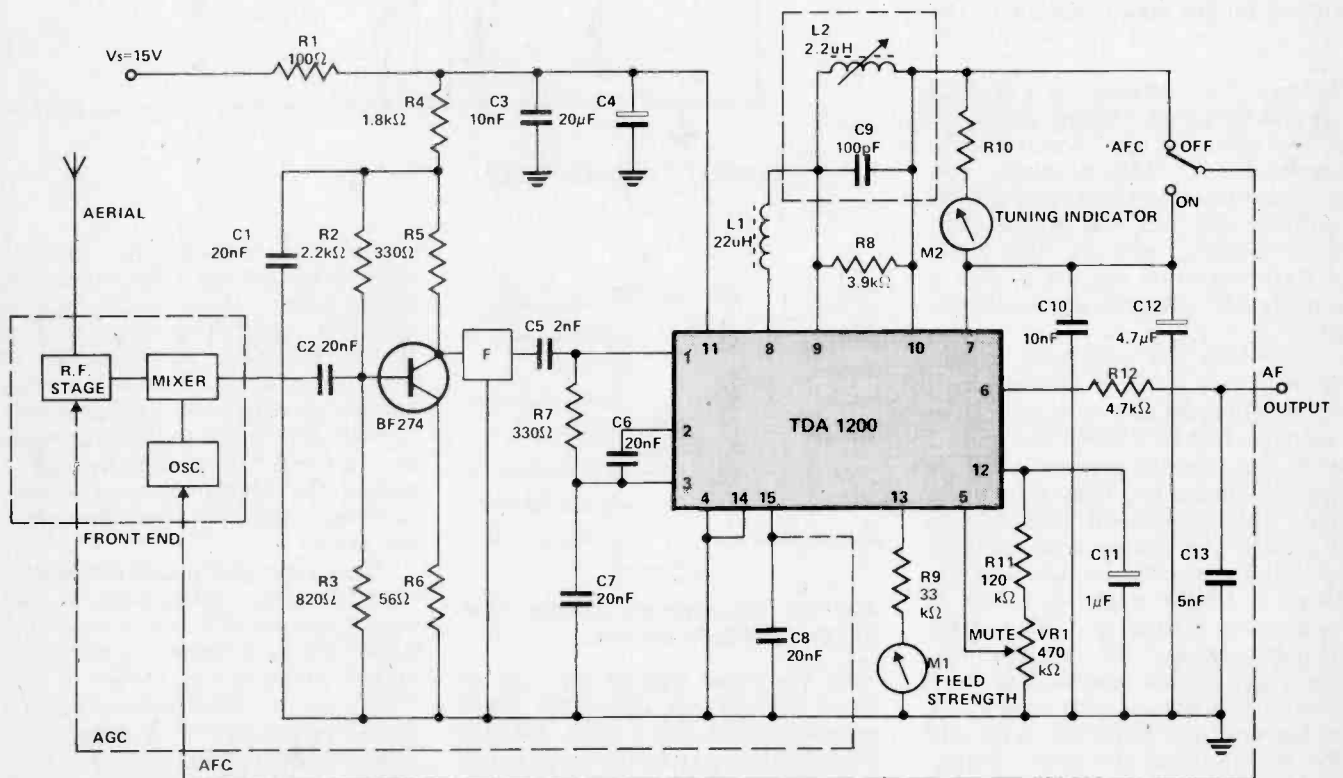 Vs=15V
R1
100Ω
R4
1.8kΩ
C3
10nF
C4
20µF
L2
2.2uH
C9
100pF
R10
AFC
OFF
ON
AERIAL
C1
20nF
R2
2.2kΩ
R5
330Ω
L1
22uH
R8
3.9kΩ
M2
TUNING INDICATOR
C10
10nF
C12
4.7µF
R.F.
STAGE
MIXER
OSC.
FRONT END
C2 20nF
BF274
F
C5 2nF
R7
330Ω
C6
20nF
11
8
9
10
7
1
2
3
TDA 1200
6
12
4
14
15
13
5
R12
4.7kΩ
AF
OUTPUT
R3
820Ω
R6
56Ω
C7
20nF
C8
20nF
R9
33
kΩ
M1
FIELD
STRENGTH
R11
120
kΩ
MUTE
VR1
470
kΩ
C11
1µF
C13
5nF
AGC
AFC